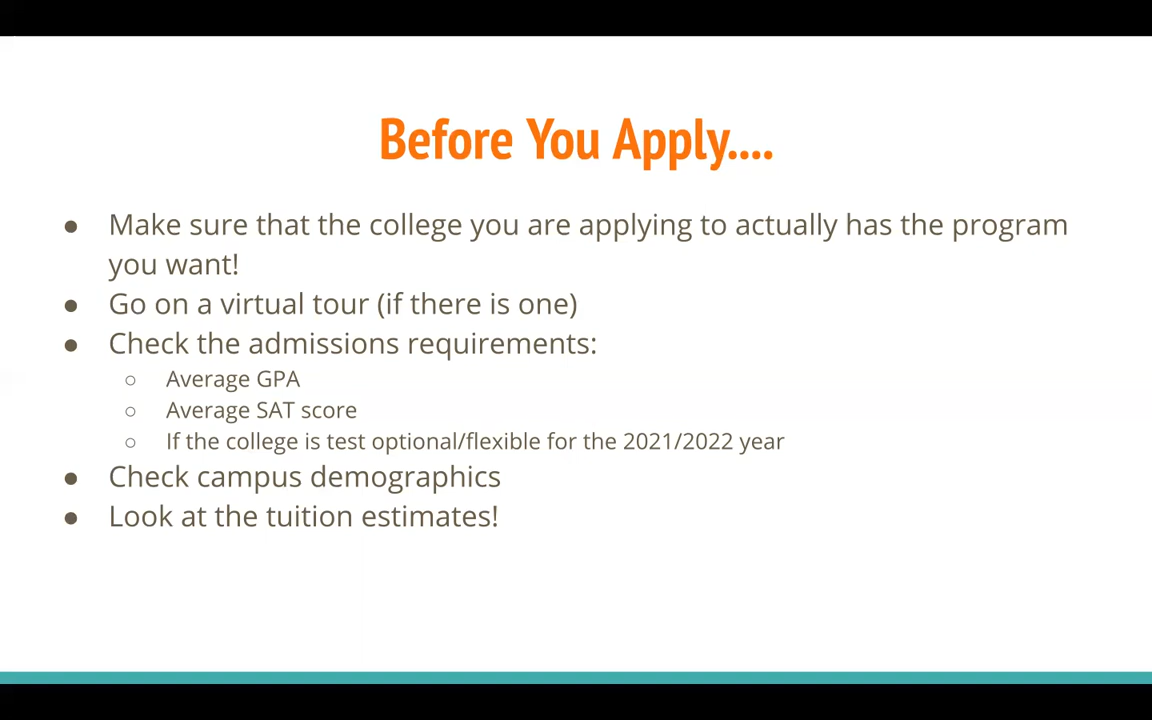 Before You Apply....
● Make sure that the college you are applying to actually has the program
you want!
● Go on a virtual tour (if there is one)
● Check the admissions requirements:
○ Average GPA
○ Average SAT score
○ If the college is test optional/flexible for the 2021/2022 year
● Check campus demographics
● Look at the tuition estimates!